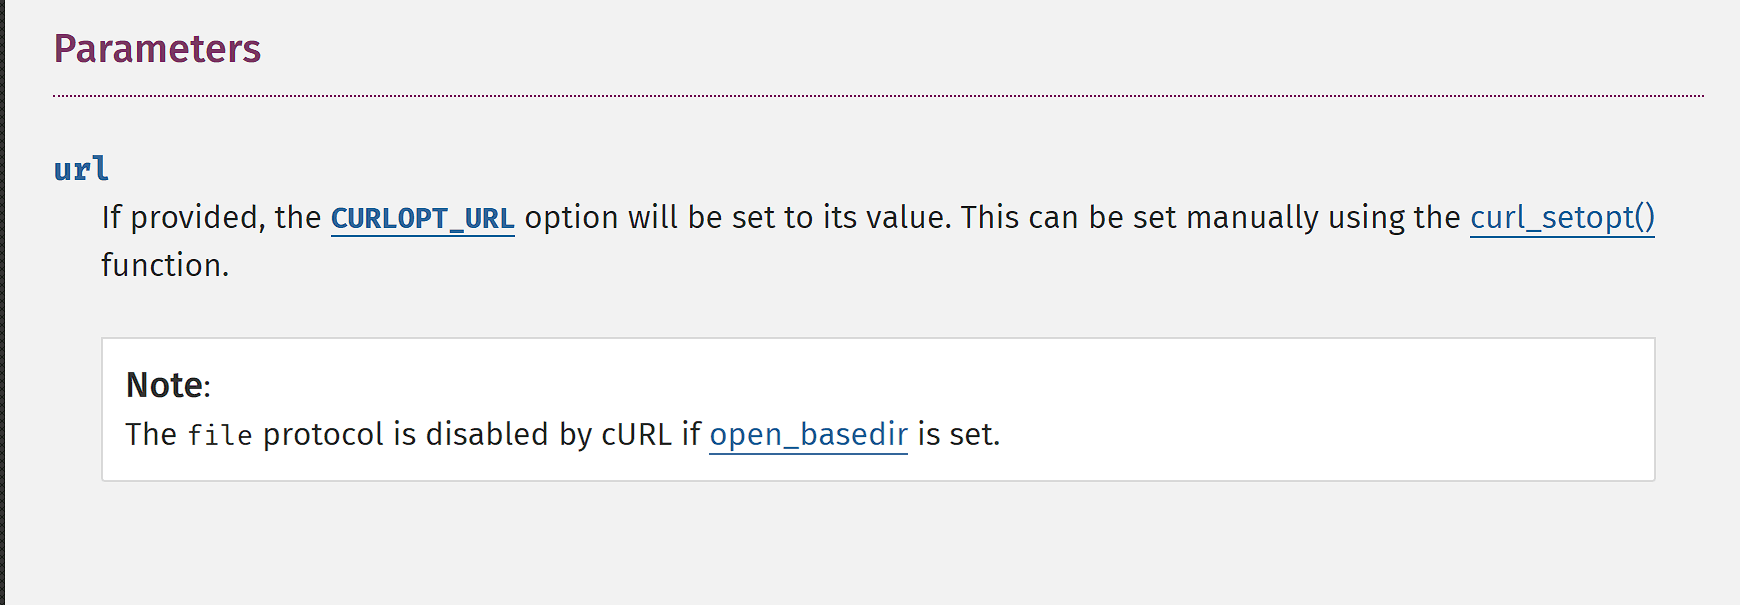 Parameters
url
If provided, the CURLOPT_URL option will be set to its value. This can be set manually using the curl_setopt()
function.
Note:
The file protocol is disabled by cURL if open_basedir is set.